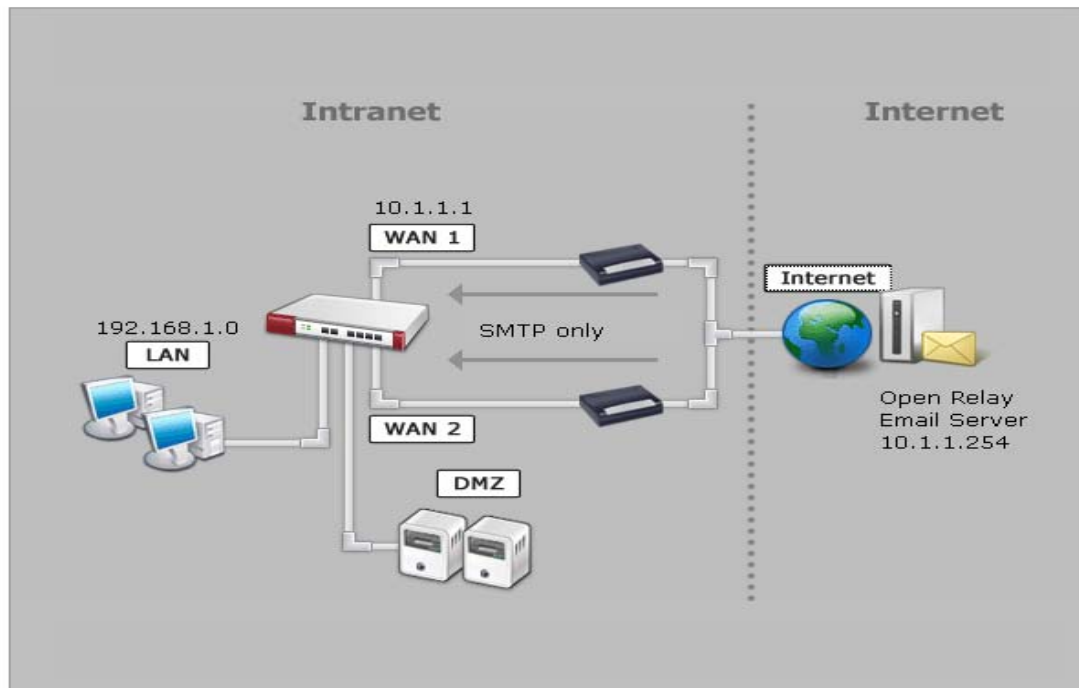 Intranet
Internet
10.1.1.1
WAN 1
Internet
192.168.1.0
LAN
SMTP only
Open Relay
Email Server
10.1.1.254
WAN 2
DMZ